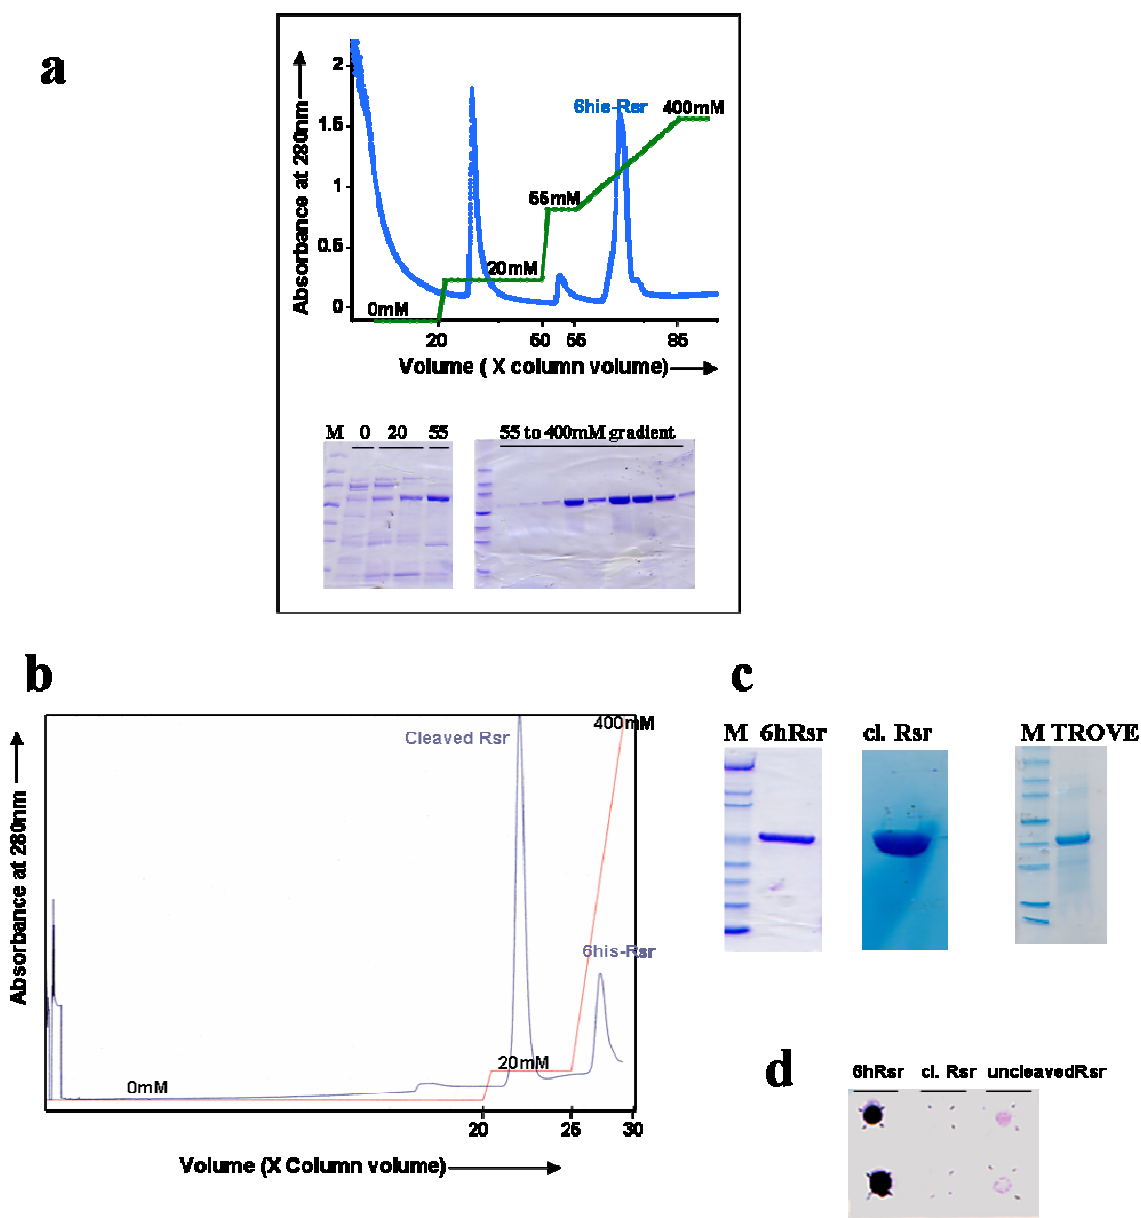 a
Absorbance at 280nm
2
1.5
1
0.5
0
6his-Rsr
400mM
55mM
20mM
0mM
20
50
55
85
Volume ( X column volume)
M 0 20 55
55 to 400mM gradient
b
Absorbance at 280nm
Cleaved Rsr
400mM
6his-Rsr
20mM
0mM
20
25
30
Volume (X Column volume)
c
M 6hRsr
cl. Rsr
M TROVE
d
6hRsr
cl. Rsr
uncleavedRsr